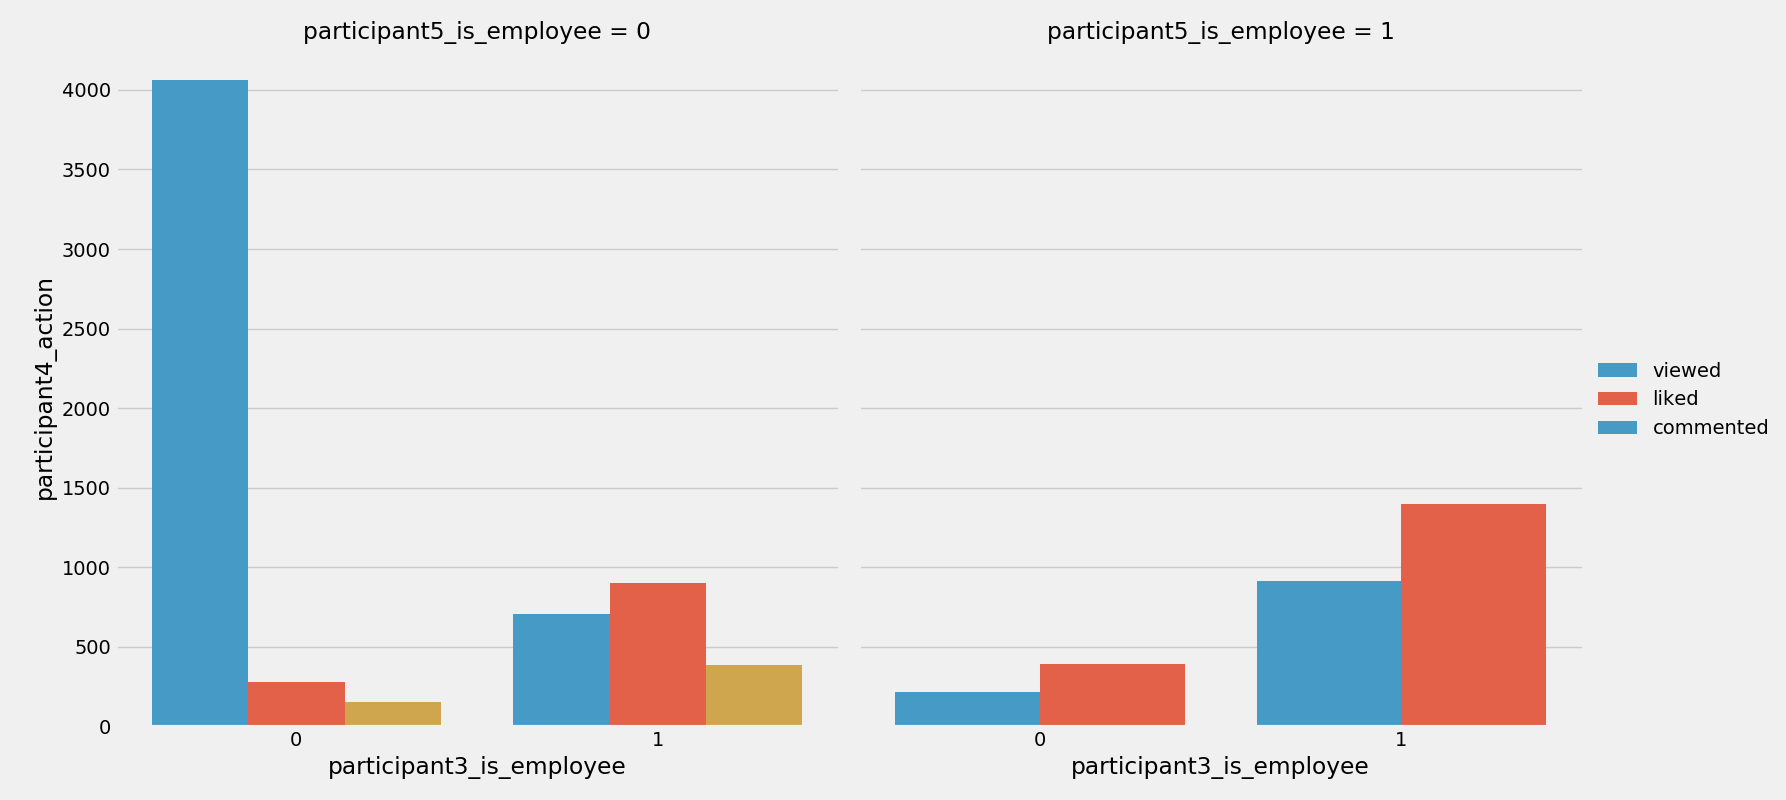 participant5_is_employee = 0
participant5_is_employee = 1
participant4_action
4000
3500
3000
2500
2000
1500
1000
500
0
0
1
participant3_is_employee
0
1
participant3_is_employee
viewed
liked
commented